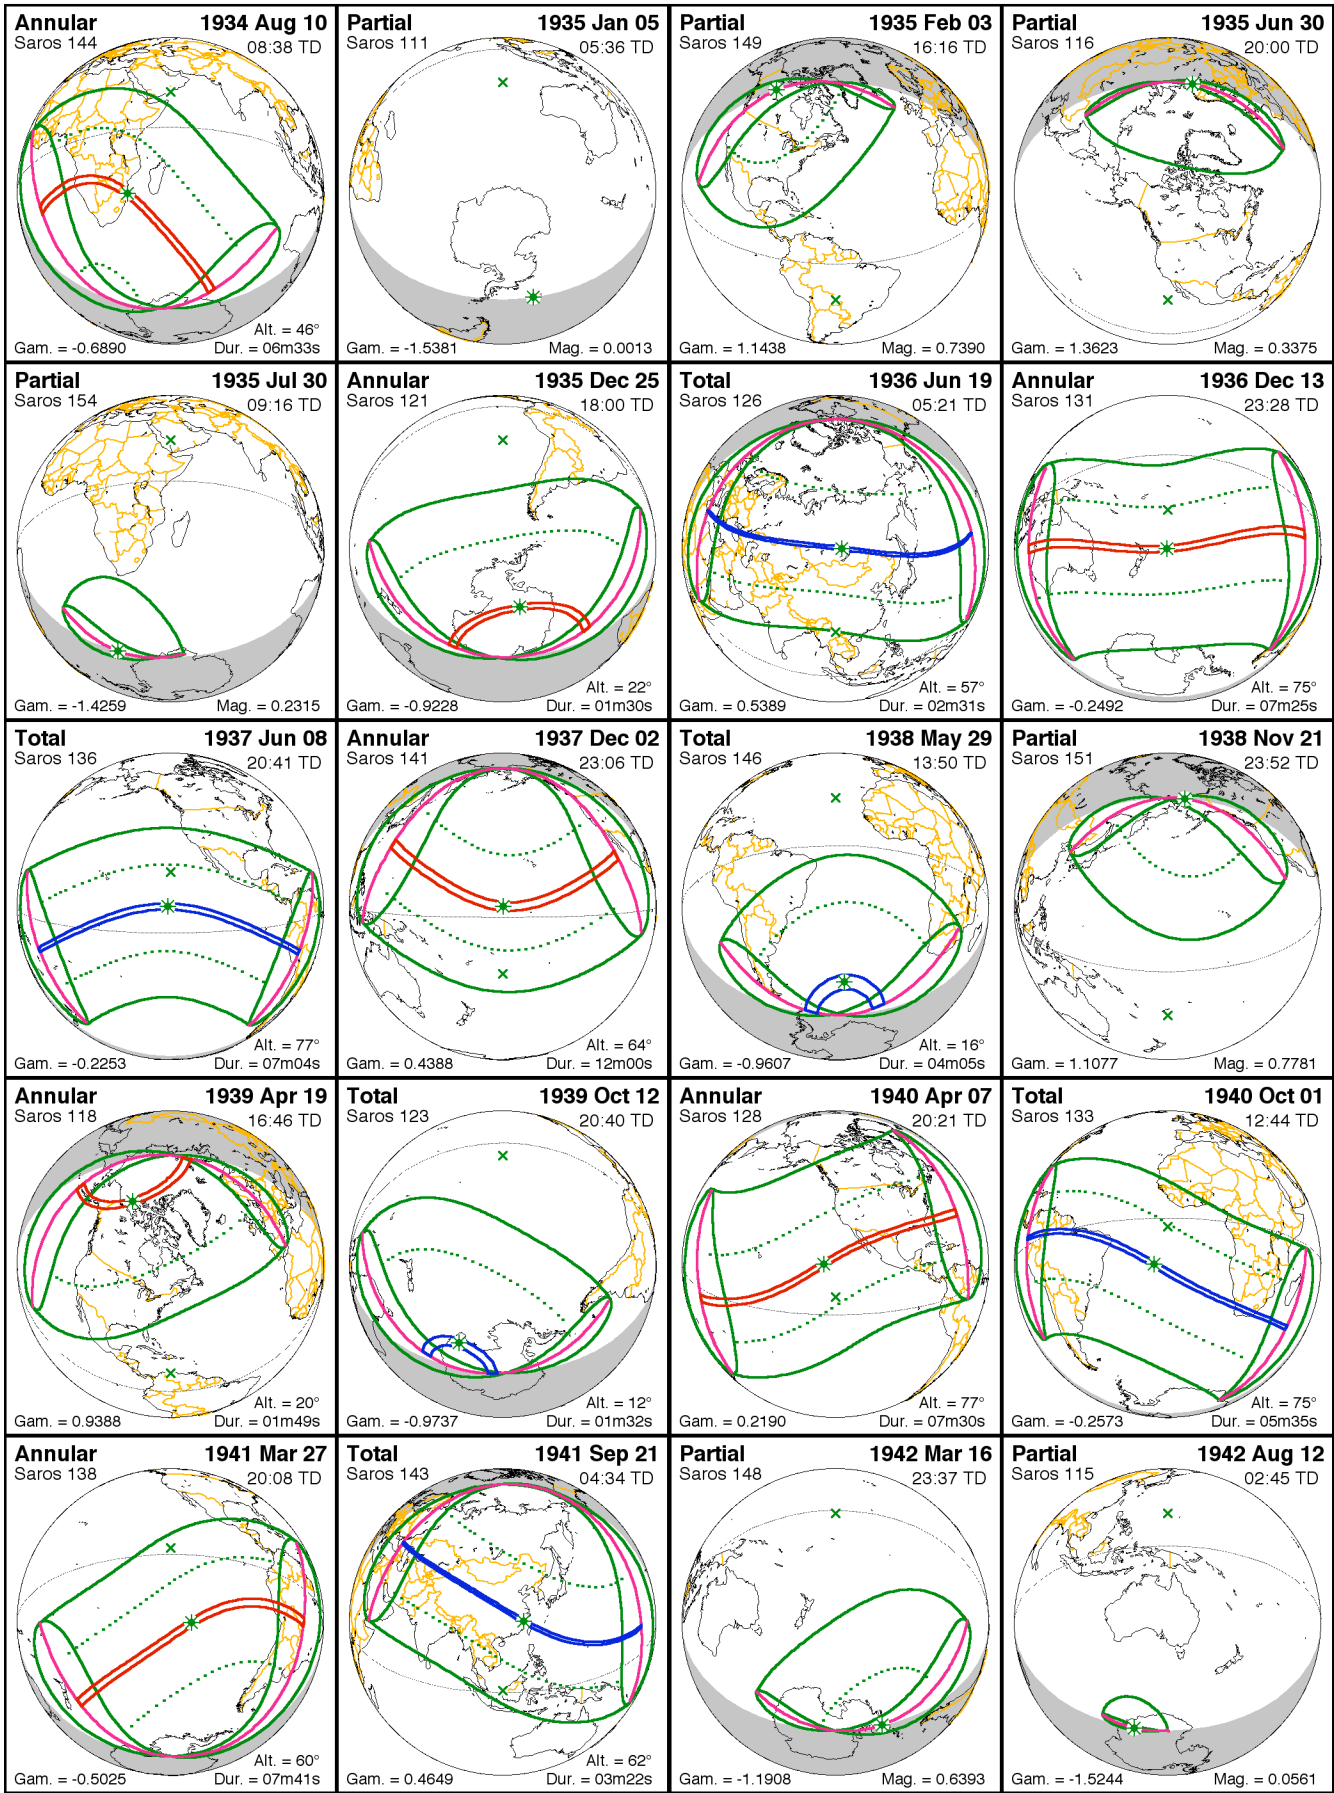 Annular 1934 Aug 10
Saros 144 08:38 TD
Alt. = 46°
Gam. = -0.6890 Dur. = 06m33s
Partial 1935 Jan 05
Saros 111 05:36 TD
Gam. = -1.5381 Mag. = 0.0013
Partial 1935 Feb 03
Saros 149 16:16 TD
Gam. = 1.1438 Mag. = 0.7390
Partial 1935 Jun 30
Saros 116 20:00 TD
Gam. = 1.3623 Mag. = 0.3375
Partial 1935 Jul 30
Saros 154 09:16 TD
Gam. = -1.4259 Mag. = 0.2315
Annular 1935 Dec 25
Saros 121 18:00 TD
Alt. = 22°
Gam. = -0.9228 Dur. = 01m30s
Total 1936 Jun 19
Saros 126 05:21 TD
Alt. = 57°
Gam. = 0.5389 Dur. = 02m31s
Annular 1936 Dec 13
Saros 131 23:28 TD
Alt. = 75°
Gam. = -0.2492 Dur. = 07m25s
Total 1937 Jun 08
Saros 136 20:41 TD
Alt. = 77°
Gam. = -0.2253 Dur. = 07m04s
Annular 1937 Dec 02
Saros 141 23:06 TD
Alt. = 64°
Gam. = 0.4388 Dur. = 12m00s
Total 1938 May 29
Saros 146 13:50 TD
Alt. = 16°
Gam. = -0.9607 Dur. = 04m05s
Partial 1938 Nov 21
Saros 151 23:52 TD
Gam. = 1.1077 Mag. = 0.7781
Annular 1939 Apr 19
Saros 118 16:46 TD
Alt. = 20°
Gam. = 0.9388 Dur. = 01m49s
Total 1939 Oct 12
Saros 123 20:40 TD
Alt. = 12°
Gam. = -0.9737 Dur. = 01m32s
Annular 1940 Apr 07
Saros 128 20:21 TD
Alt. = 77°
Gam. = 0.2190 Dur. = 07m30s
Total 1940 Oct 01
Saros 133 12:44 TD
Alt. = 75°
Gam. = -0.2573 Dur. = 05m35s
Annular 1941 Mar 27
Saros 138 20:08 TD
Alt. = 60°
Gam. = -0.5025 Dur. = 07m41s
Total 1941 Sep 21
Saros 143 04:34 TD
Alt. = 62°
Gam. = 0.4649 Dur. = 03m22s
Partial 1942 Mar 16
Saros 148 23:37 TD
Gam. = -1.1908 Mag. = 0.6393
Partial 1942 Aug 12
Saros 115 02:45 TD
Gam. = -1.5244 Mag. = 0.0561